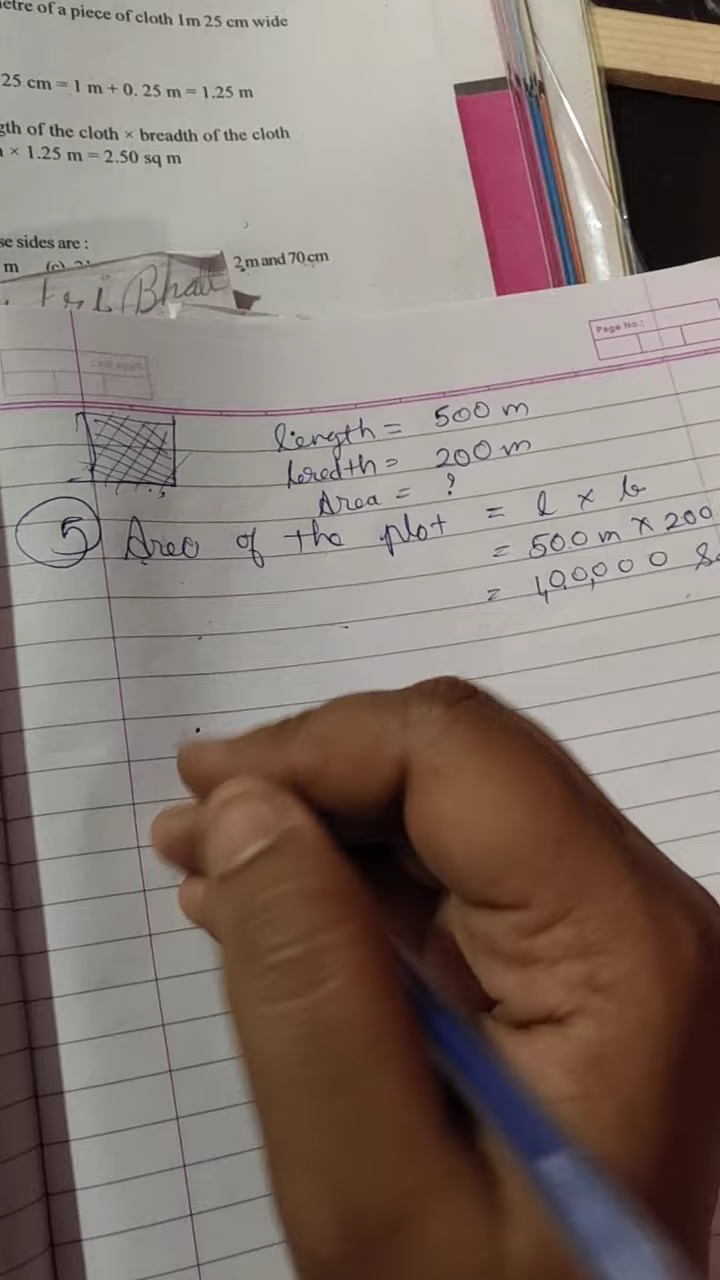 etre of a piece of cloth 1m 25 cm wide
25 cm = 1 m + 0. 25 m = 1.25 m
gth of the cloth × breadth of the cloth
× 1.25 m = 2.50 sq m
se sides are :
m (c) 2 m and 70 cm
Bhatt
Page No.:
length = 500 m
bredth = 200 m
Area = ?
5 Area of the plot = l × b
= 500 m × 200
= 1,00,000 S